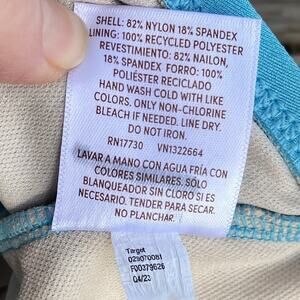 SHELL: 82% NYLON 18% SPANDEX
LINING: 100% RECYCLED POLYESTER
REVESTIMIENTO: 82% NAILON,
18% SPANDEX FORRO: 100%
POLIÉSTER RECICLADO
HAND WASH COLD WITH LIKE
COLORS. ONLY NON-CHLORINE
BLEACH IF NEEDED. LINE DRY.
DO NOT IRON.
RN17730 VN1322664
LAVAR A MANO CON AGUA FRÍA CON
COLORES SIMILARES. SÓLO
BLANQUEADOR SIN CLORO SI ES
NECESARIO. TENDER PARA SECAR.
NO PLANCHAR.
Target
029070081
F00379626
Q4/23